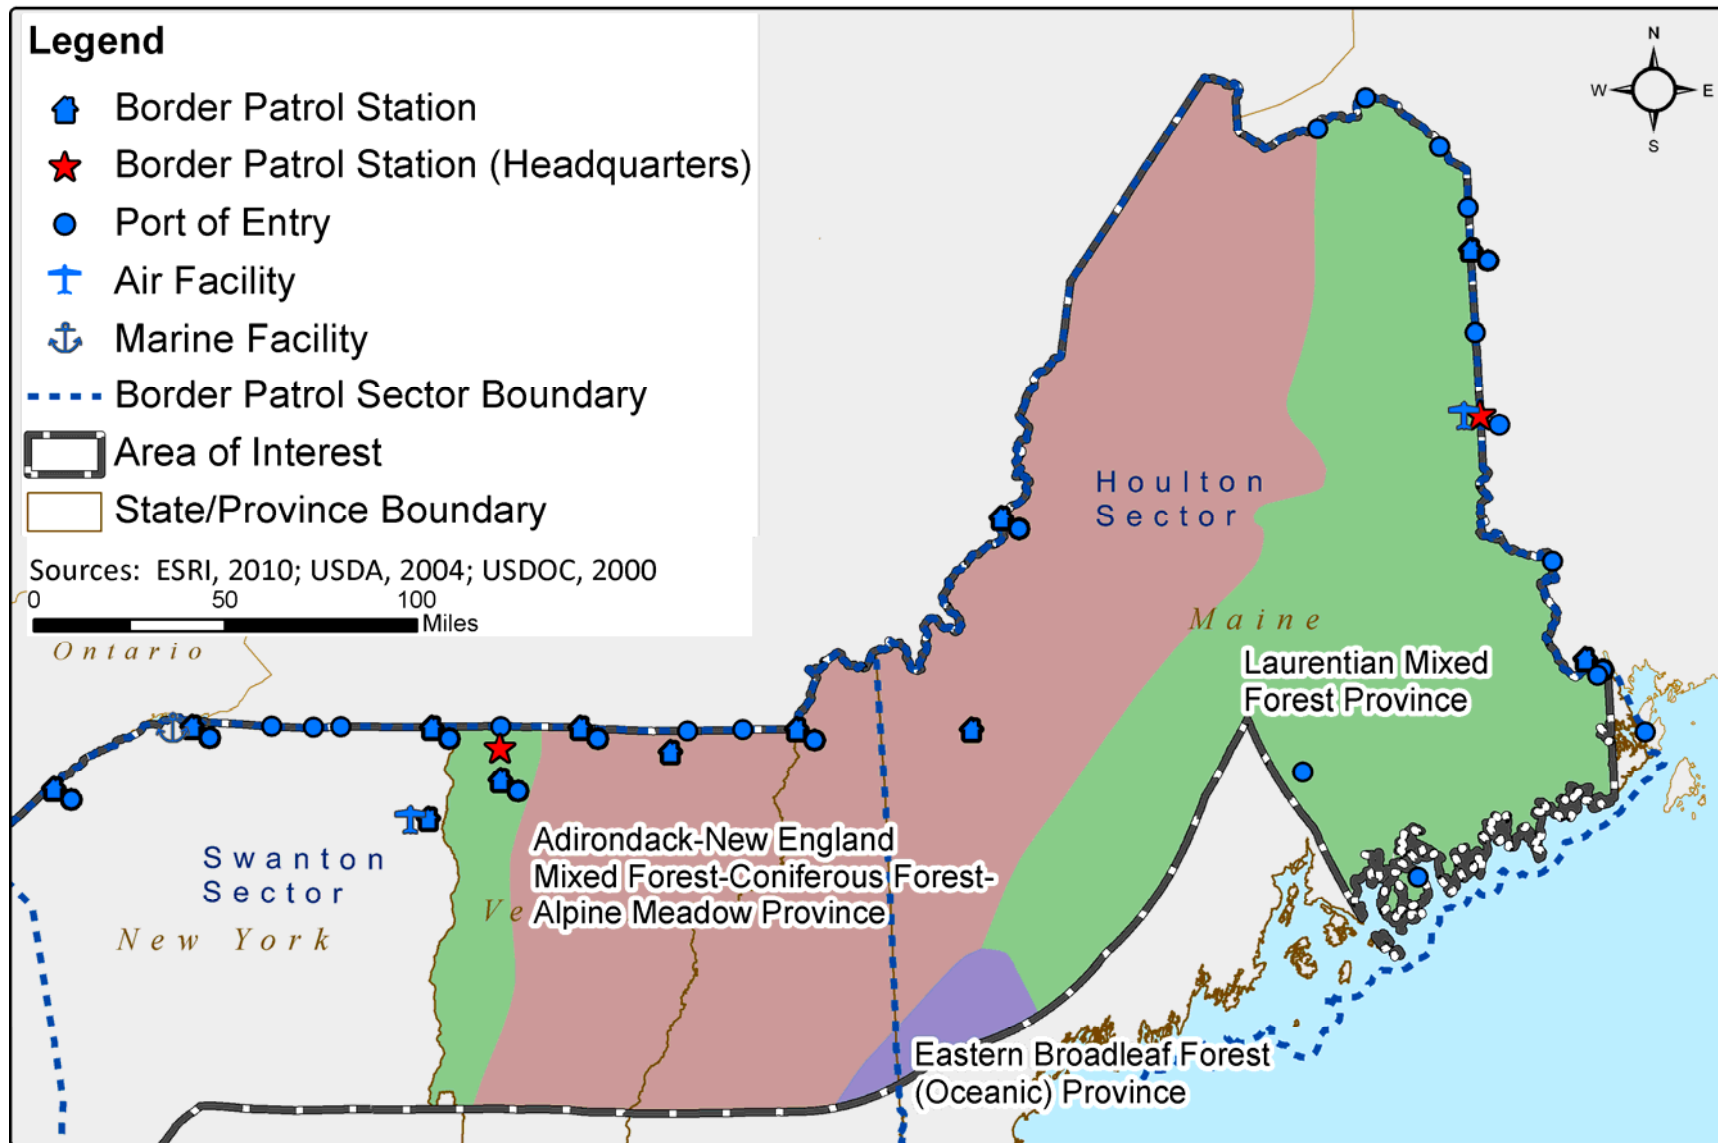 Legend
Border Patrol Station
Border Patrol Station (Headquarters)
Port of Entry
Air Facility
Marine Facility
Border Patrol Sector Boundary
Area of Interest
State/Province Boundary
Sources: ESRI, 2010; USDA, 2004; USDOC, 2000
0 50 100
Miles
N
W E
S
Ontario
Houlton
Sector
Maine
Laurentian Mixed
Forest Province
Swanton
Sector
New York
Ve
Adirondack-New England
Mixed Forest-Coniferous Forest-
Alpine Meadow Province
Eastern Broadleaf Forest
(Oceanic) Province